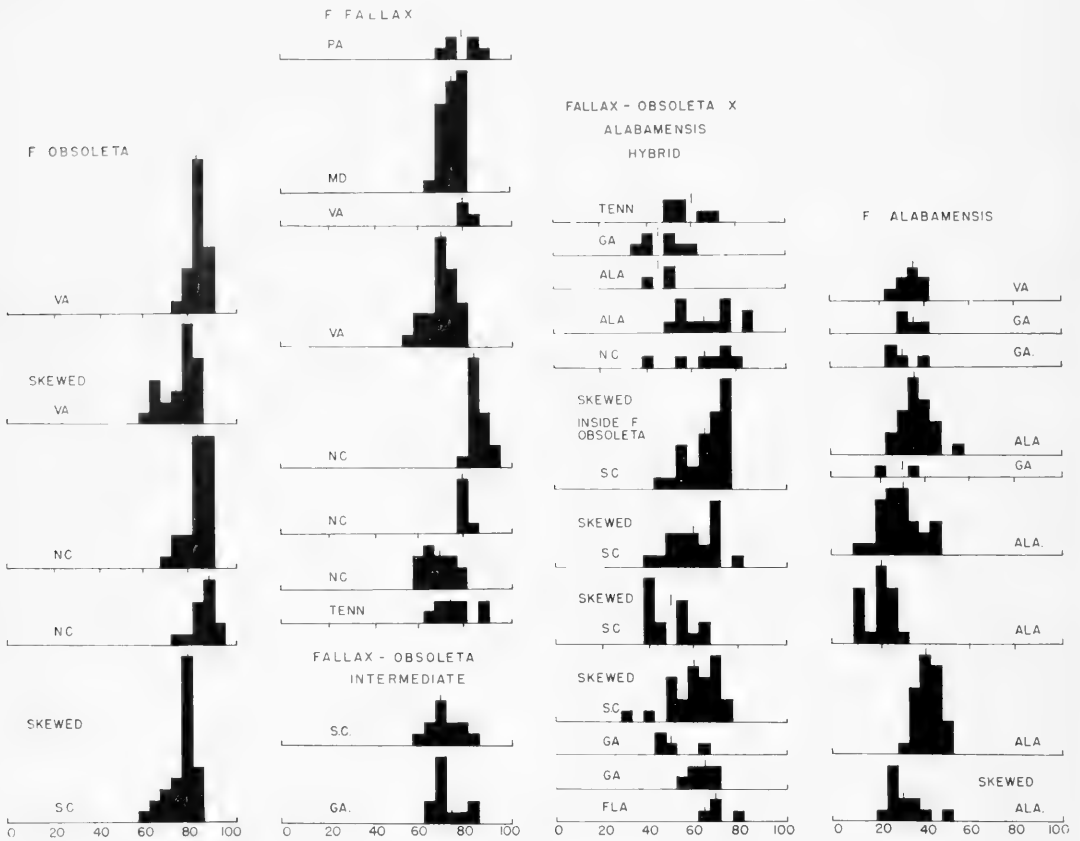 F OBSOLETA
VA
SKEWED
VA
NC
NC
SKEWED
SC
0 20 40 60 80 100
F FALLAX
PA
MD
VA
VA
NC
NC
NC
TENN
FALLAX - OBSOLETA
INTERMEDIATE
S.C.
GA.
0 20 40 60 80 100
FALLAX - OBSOLETA X
ALABAMENSIS
HYBRID
TENN
GA
ALA
ALA
N.C
SKEWED
INSIDE F
OBSOLETA
SC
SKEWED
SC
SKEWED
SC
SKEWED
S.C
GA
GA
FLA
0 20 40 60 80 100
F ALABAMENSIS
VA
GA
GA.
ALA
GA
ALA.
ALA
ALA
SKEWED
ALA.
0 20 40 60 80 100